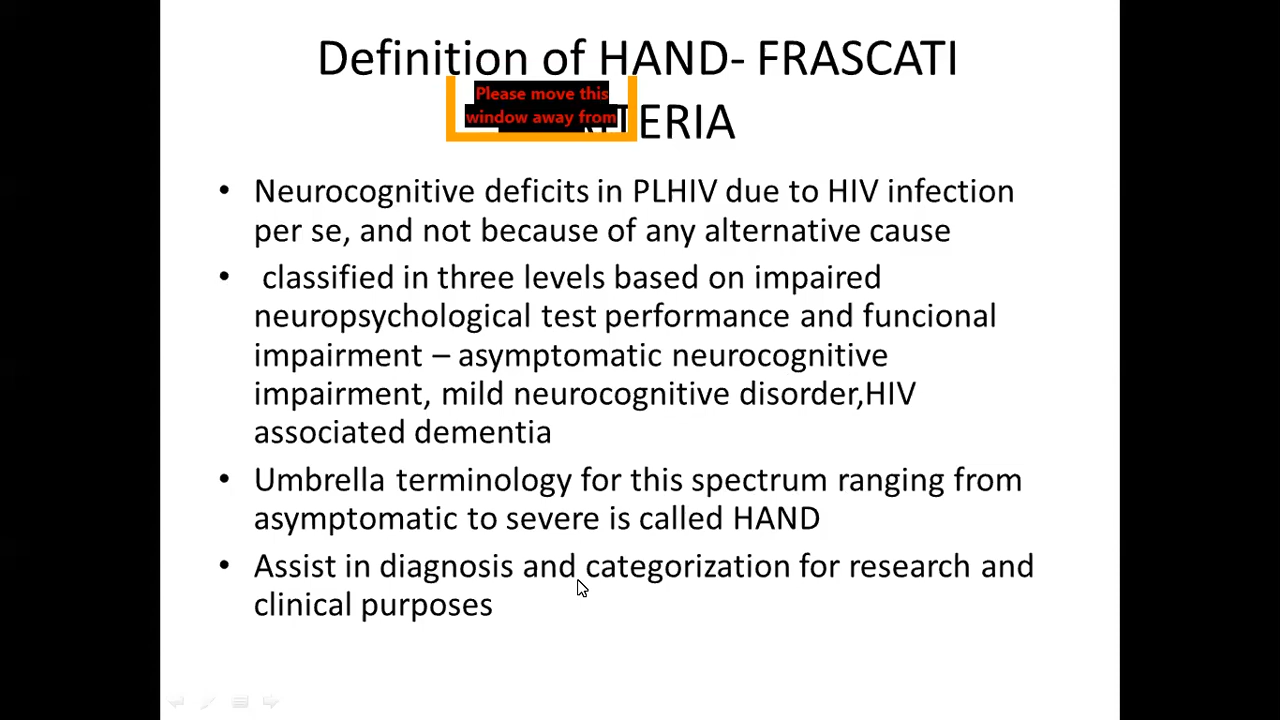 Definition of HAND- FRASCATI
Please move this
window away from
TERIA
• Neurocognitive deficits in PLHIV due to HIV infection
per se, and not because of any alternative cause
• classified in three levels based on impaired
neuropsychological test performance and funcional
impairment – asymptomatic neurocognitive
impairment, mild neurocognitive disorder,HIV
associated dementia
• Umbrella terminology for this spectrum ranging from
asymptomatic to severe is called HAND
• Assist in diagnosis and categorization for research and
clinical purposes